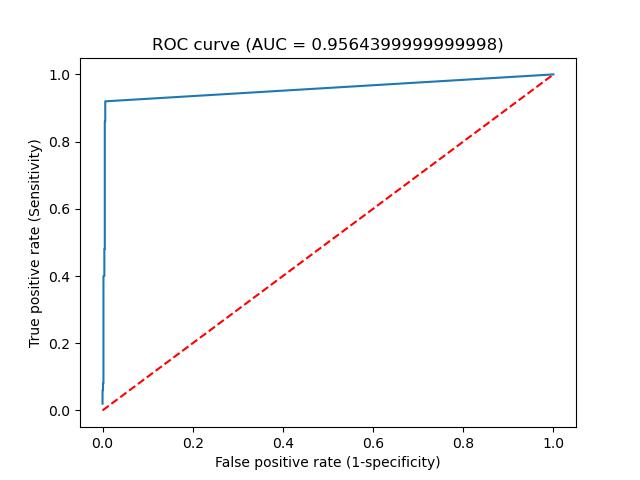 ROC curve (AUC = 0.9564399999999998)
1.0
0.8
0.6
0.4
0.2
0.0
True positive rate (Sensitivity)
0.0 0.2 0.4 0.6 0.8 1.0
False positive rate (1-specificity)